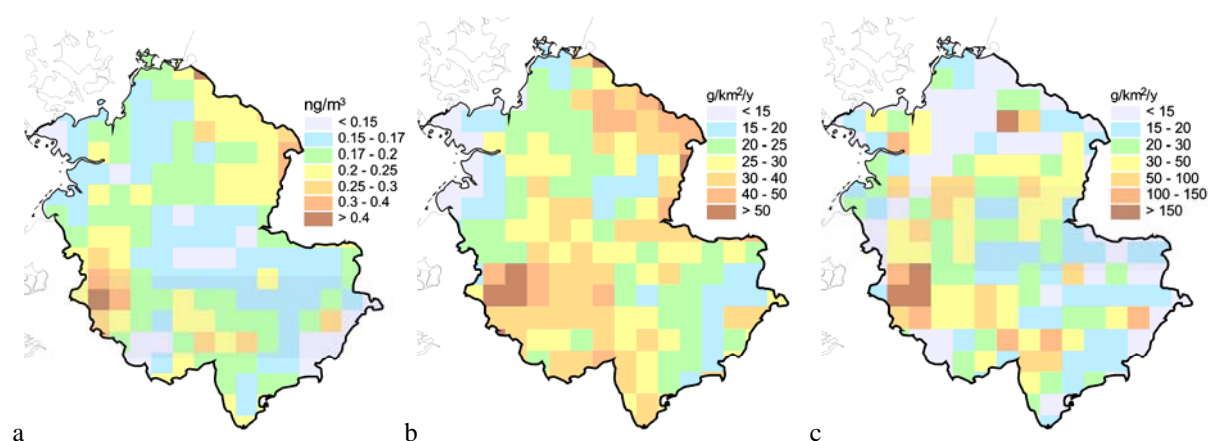 ng/m³
< 0.15
0.15 - 0.17
0.17 - 0.2
0.2 - 0.25
0.25 - 0.3
0.3 - 0.4
> 0.4
a
g/km²/y
< 15
15 - 20
20 - 25
25 - 30
30 - 40
40 - 50
> 50
b
g/km²/y
< 15
15 - 20
20 - 30
30 - 50
50 - 100
100 - 150
> 150
c